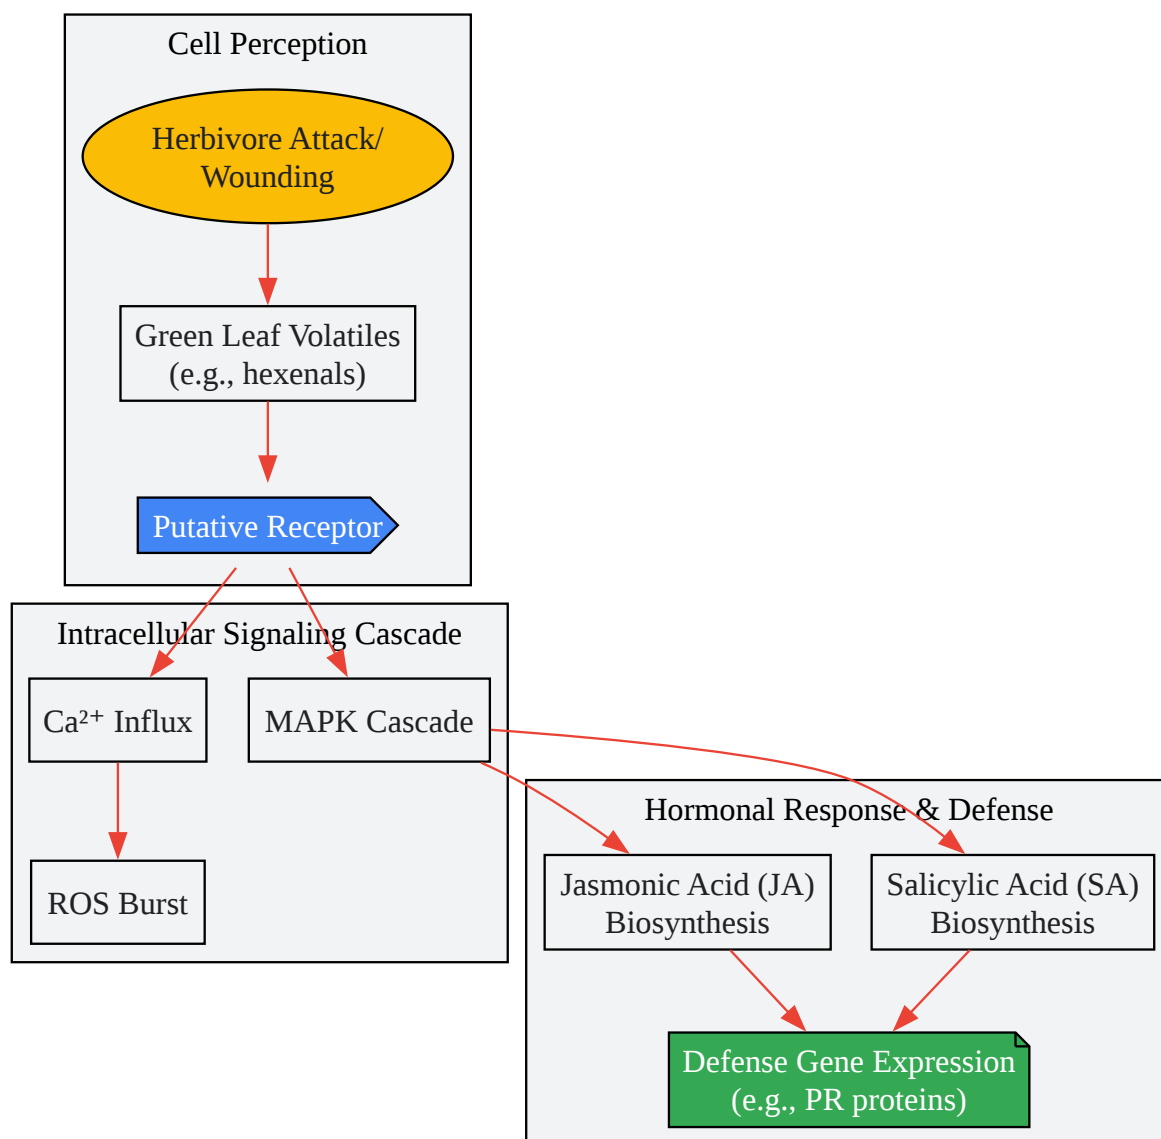 Cell Perception
Herbivore Attack/
Wounding
Green Leaf Volatiles
(e.g., hexenals)
Putative Receptor
Intracellular Signaling Cascade
Ca²⁺ Influx
MAPK Cascade
ROS Burst
Hormonal Response & Defense
Jasmonic Acid (JA)
Biosynthesis
Salicylic Acid (SA)
Biosynthesis
Defense Gene Expression
(e.g., PR proteins)